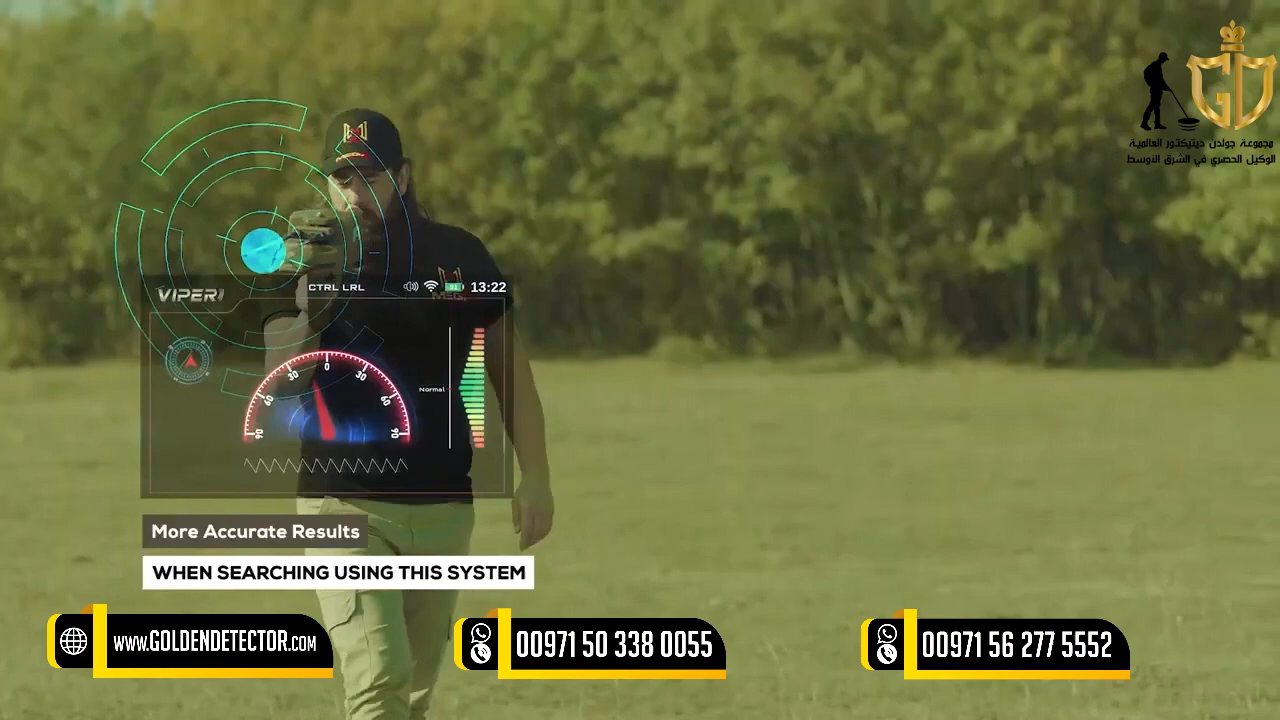 GD
مجموعة جولدن ديتيكتور العالمية
الوكيل الحصري في الشرق الاوسط
VIPER
CTRL LRL
51
13:22
90
60
30
0
30
60
90
Normal
More Accurate Results
WHEN SEARCHING USING THIS SYSTEM
www.GOLDENDETECTOR.com
00971 50 338 0055
00971 56 277 5552